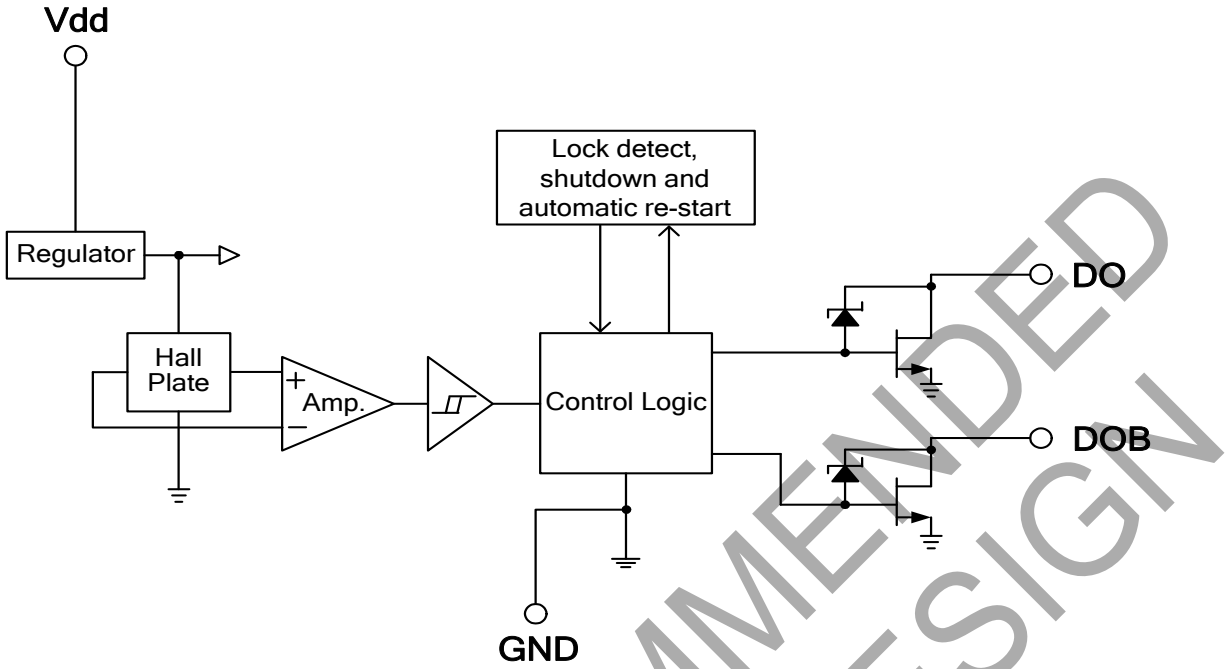 Vdd
Lock detect,
shutdown and
automatic re-start
Regulator
DO
Hall
Plate
+
Amp.
−
Control Logic
DOB
GND